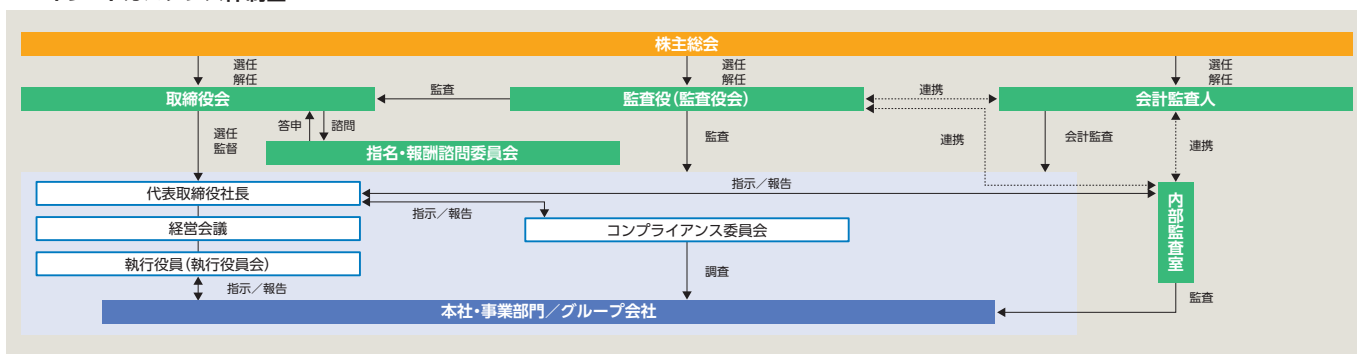 株主総会
選任
解任
選任
解任
選任
解任
取締役会
監査
監査役(監査役会)
連携
会計監査人
選任
監督
答申
諮問
監査
連携
会計監査
連携
指名・報酬諮問委員会
代表取締役社長
指示／報告
指示／報告
経営会議
コンプライアンス委員会
内部監査室
執行役員(執行役員会)
指示／報告
調査
監査
本社・事業部門／グループ会社